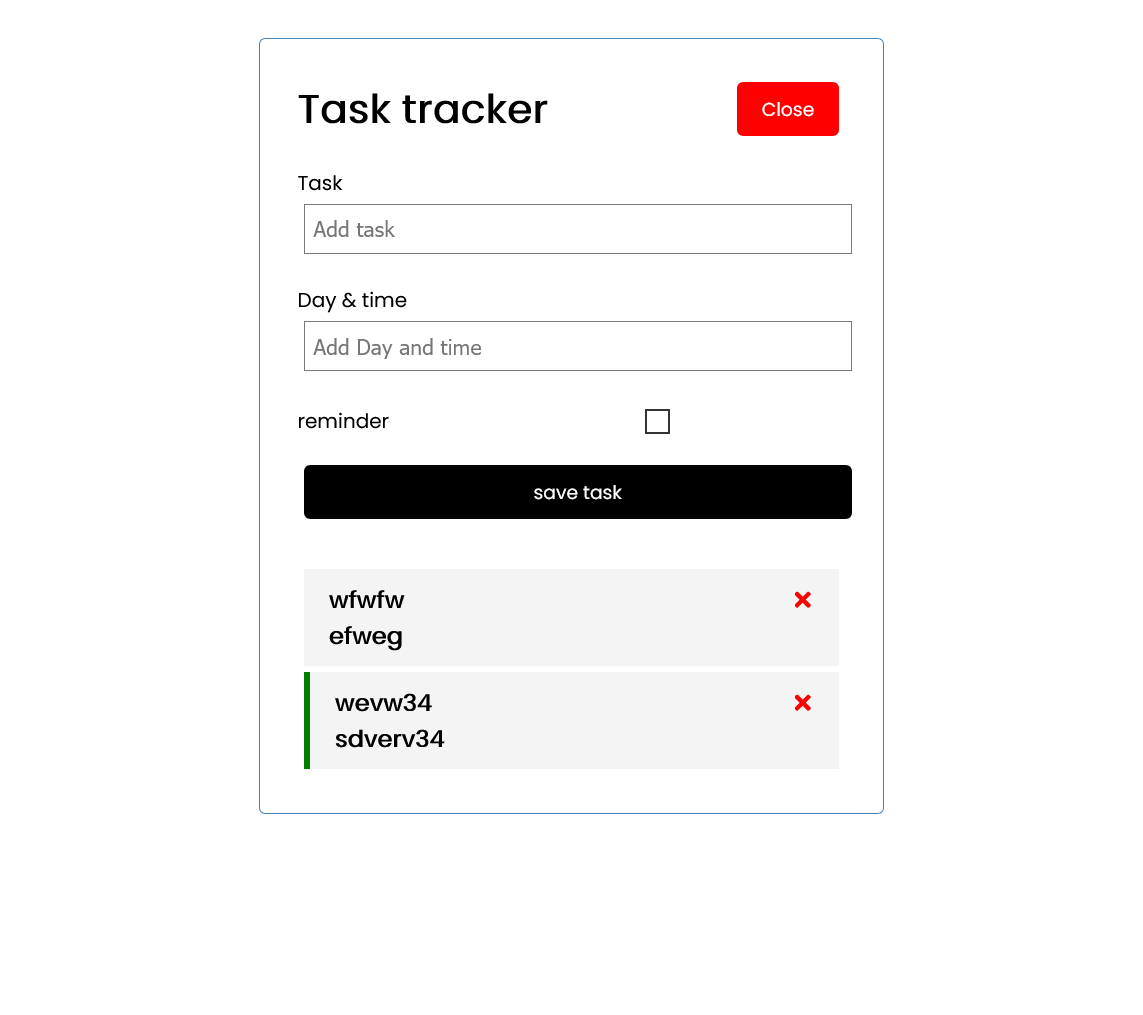 Task tracker
Close
Task
Add task
Day & time
Add Day and time
reminder
save task
wfwfw
efweg
wevw34
sdverv34